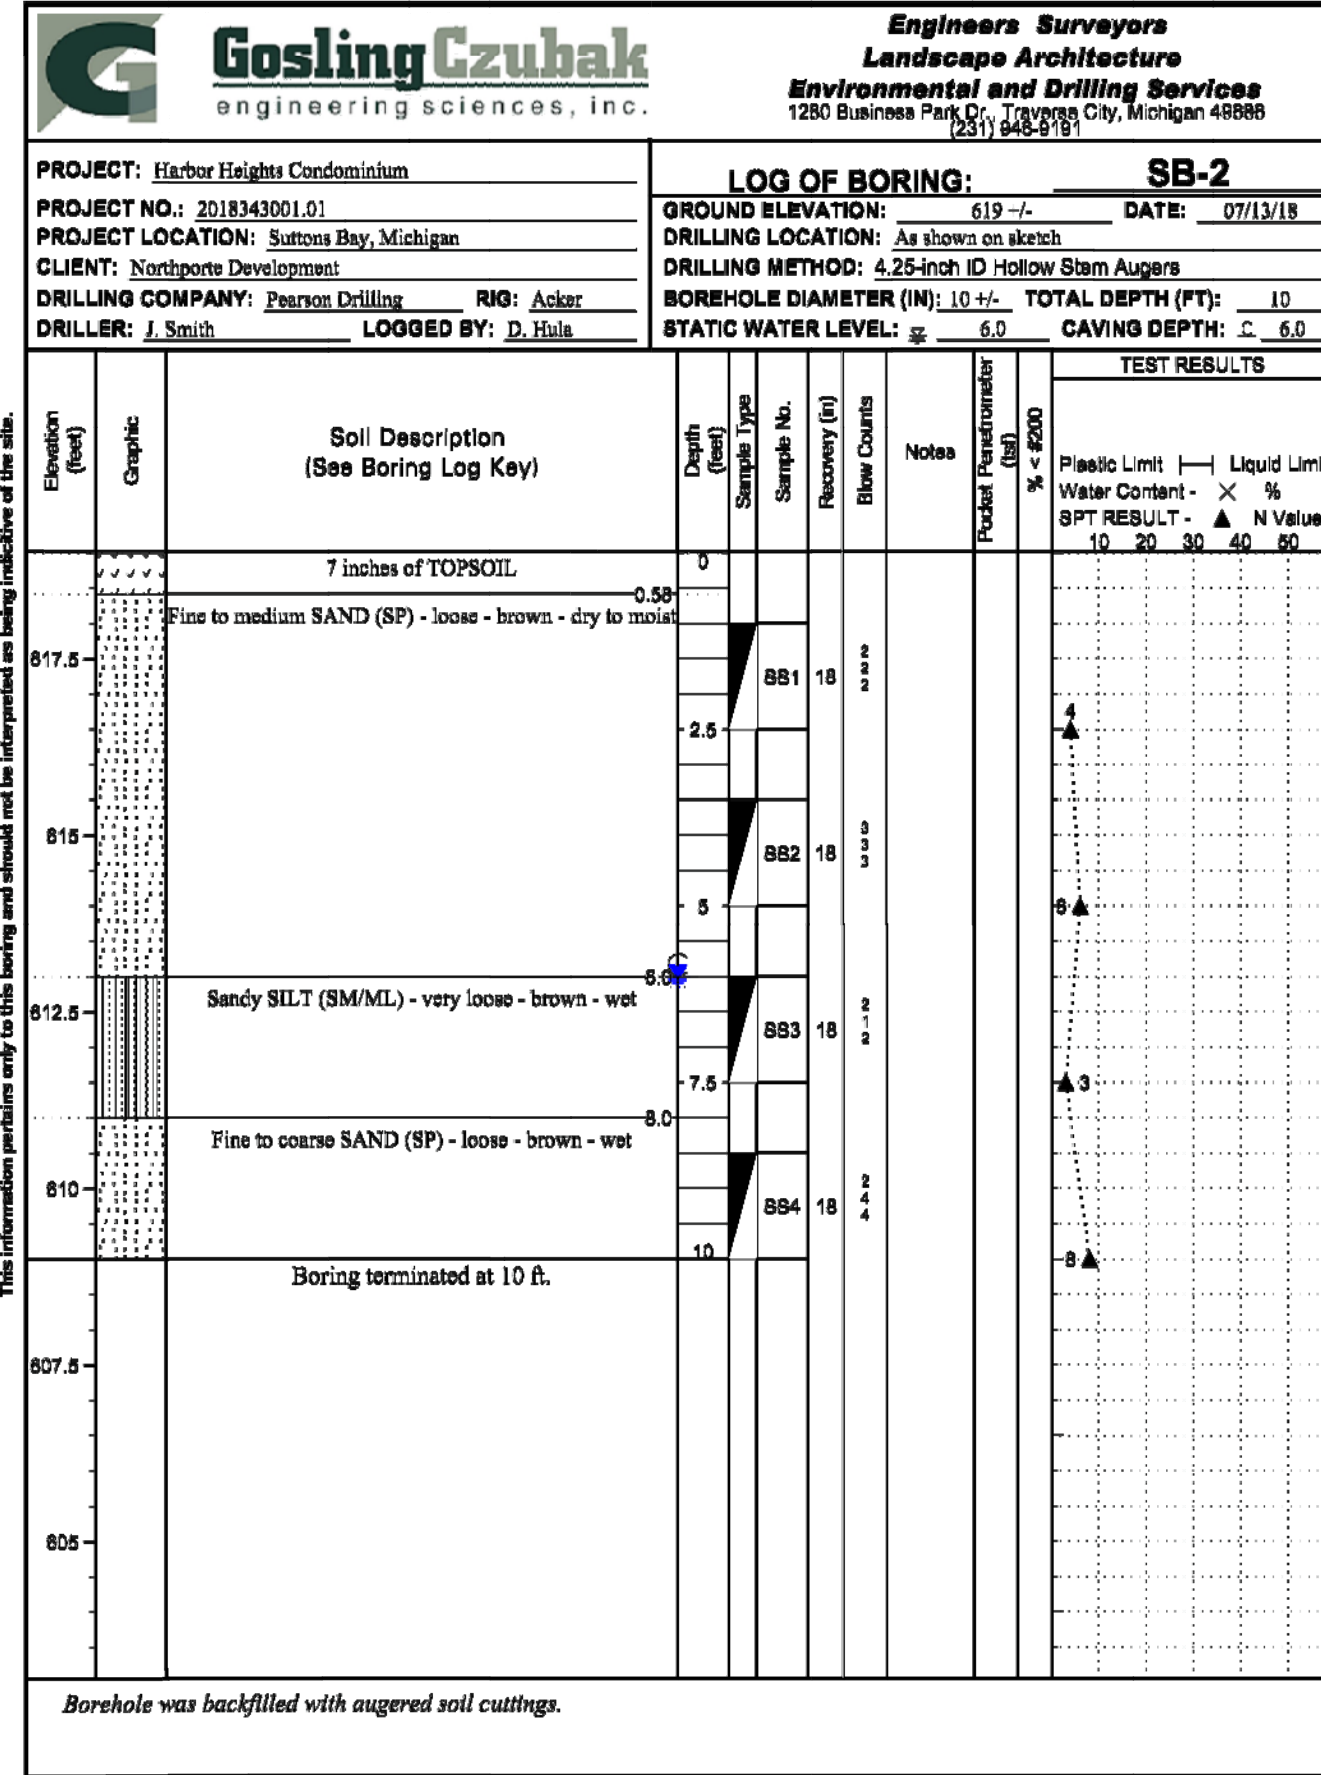 Gosling Czubak
engineering sciences, inc.
Engineers Surveyors
Landscape Architecture
Environmental and Drilling Services
1280 Business Park Dr., Traverse City, Michigan
(231) 946-9191
PROJECT: Harbor Heights Condominium
PROJECT NO.: 2018343001.01
PROJECT LOCATION: Suttons Bay, Michigan
CLIENT: Northporte Development
DRILLING COMPANY: Pearson Drilling RIG: Acker
DRILLER: J. Smith LOGGED BY: D. Hula
LOG OF BORING: SB-2
GROUND ELEVATION: 619 +/- DATE: 07/13/18
DRILLING LOCATION: As shown on sketch
DRILLING METHOD: 4.25-inch ID Hollow Stem Augers
BOREHOLE DIAMETER (IN): 10 +/- TOTAL DEPTH (FT): 10
STATIC WATER LEVEL: 6.0 CAVING DEPTH: C 6.0
Elevation (feet)
Graphic
Soil Description
(See Boring Log Key)
Depth (feet)
Sample Type
Sample No.
Recovery (in)
Blow Counts
Notes
Pocket Penetrometer (tsf)
% < #200
TEST RESULTS
Plastic Limit Liquid Limi
Water Content - X %
SPT RESULT - ▲ N Value
10 20 30 40 50
7 inches of TOPSOIL 0
0.58
Fine to medium SAND (SP) - loose - brown - dry to moist
617.5
SS1 18 2 2 2
2.5 4
615
SS2 18 3 3 3
5 6
C
6.0
Sandy SILT (SM/ML) - very loose - brown - wet
612.5
SS3 18 2 1 2
7.5 3
8.0
Fine to coarse SAND (SP) - loose - brown - wet
610
SS4 18 2 4 4
10 8
Boring terminated at 10 ft.
607.5
605
Borehole was backfilled with augered soil cuttings.
This information pertains only to this boring and should not be interpreted as being indicitive of the site.